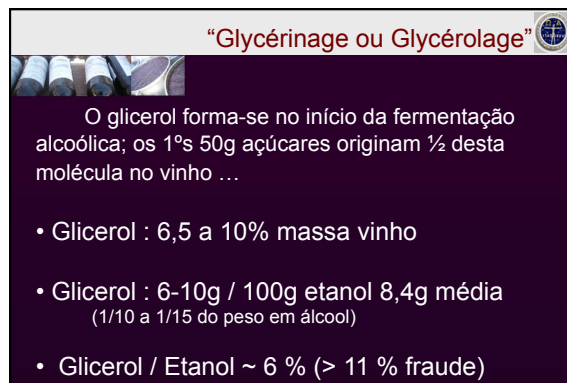 “Glycérinage ou Glycérolage”
O glicerol forma-se no início da fermentação
alcoólica; os 1ºs 50g açúcares originam ½ desta
molécula no vinho …
• Glicerol : 6,5 a 10% massa vinho
• Glicerol : 6-10g / 100g etanol 8,4g média
(1/10 a 1/15 do peso em álcool)
• Glicerol / Etanol ~ 6 % (> 11 % fraude)